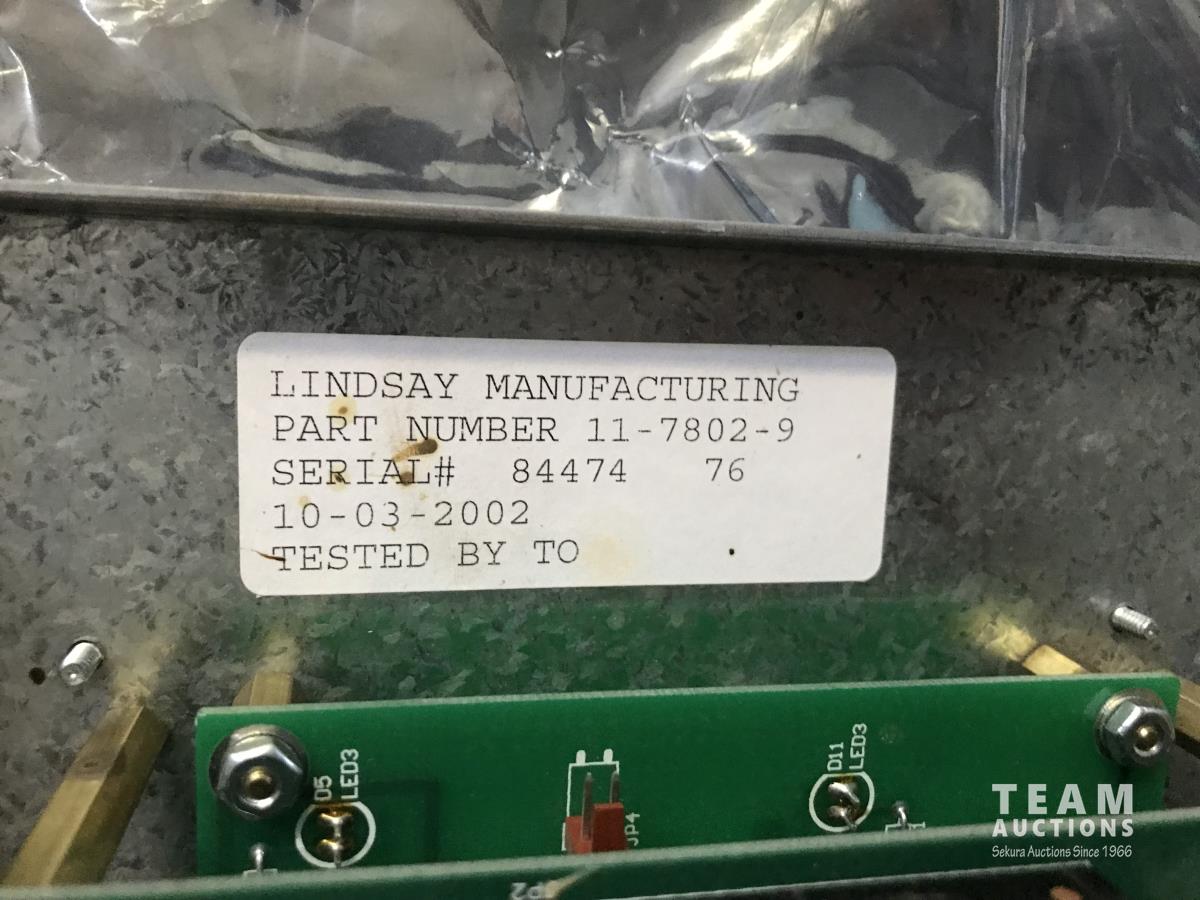 LINDSAY MANUFACTURING
PART NUMBER 11-7802-9
SERIAL# 84474 76
10-03-2002
TESTED BY TO
D5
LED3
JP4
D11
LED3
TEAM
AUCTIONS
Sekura Auctions Since 1966